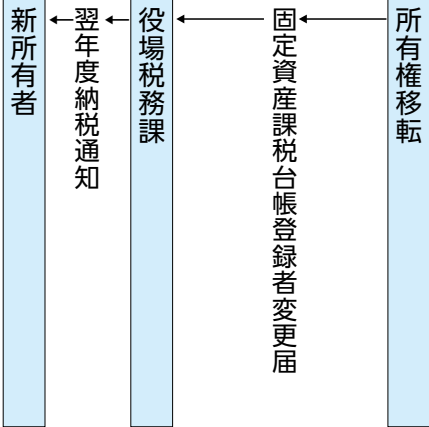 所有権移転
固定資産課税台帳登録者変更届
役場税務課
翌年度納税通知
新所有者